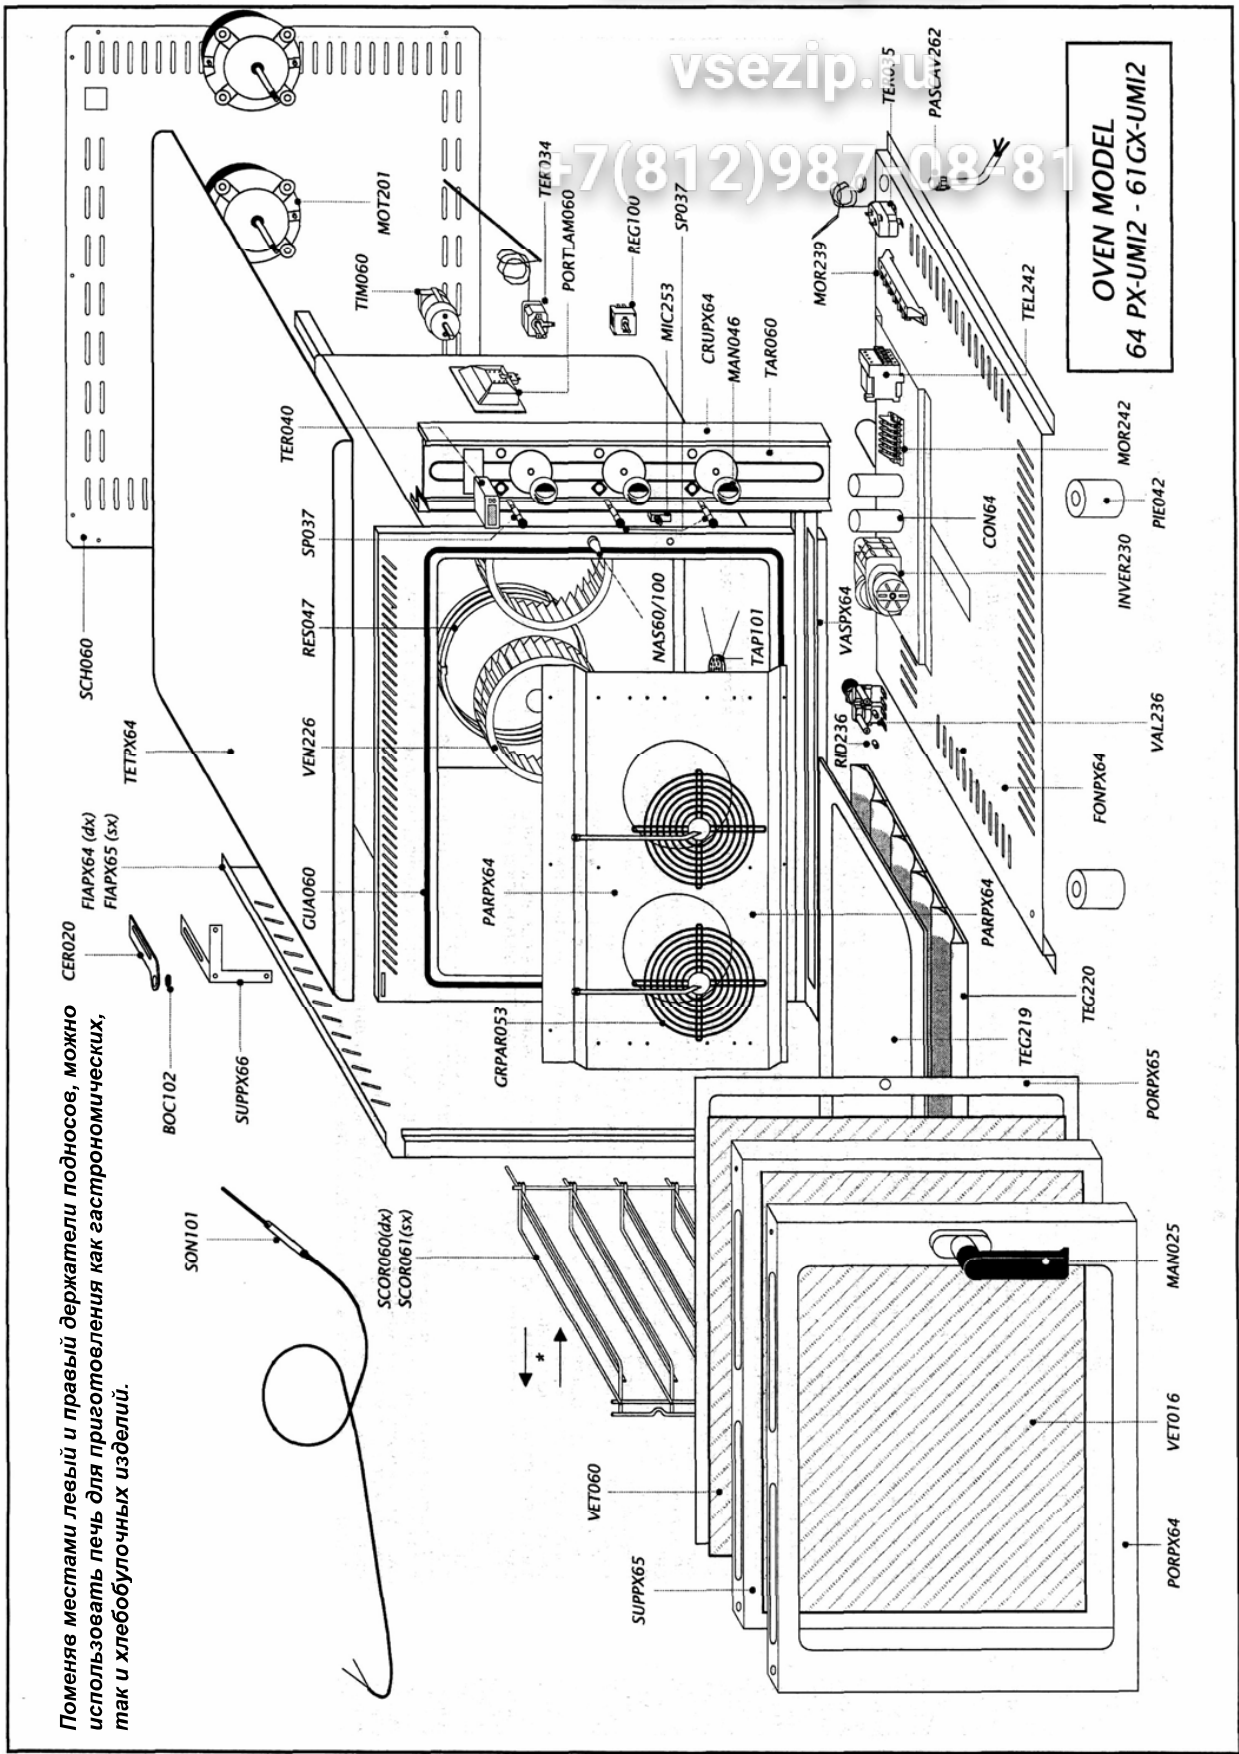 Поменяв местами левый и правый держатели подносов, можно
использовать печь для приготовления как гастрономических,
так и хлебобулочных изделий.
OVEN MODEL
64 PX-UMI2 - 61GX-UMI2
vsezip.ru
+7(812)987-08-81
SCH060
TETPX64
FIAPX64 (dx)
FIAPX65 (sx)
CER020
BOC102
SUPPX66
SON101
MOT201
TIM060
TER034
PORTLAM060
REG100
SP037
MIC253
CRUPX64
MAN046
TAR060
TER040
SP037
RES047
VEN226
GUA060
PARPX64
GRPAR053
NAS60/100
TAP101
VASPX64
RID236
TER035
PASCAV262
MOR239
TEL242
MOR242
PIE042
CON64
INVER230
VAL236
FONPX64
PARPX64
TEG220
TEG219
PORPX65
SCOR060(dx)
SCOR061(sx)
*
VET060
SUPPX65
MAN025
VET016
PORPX64